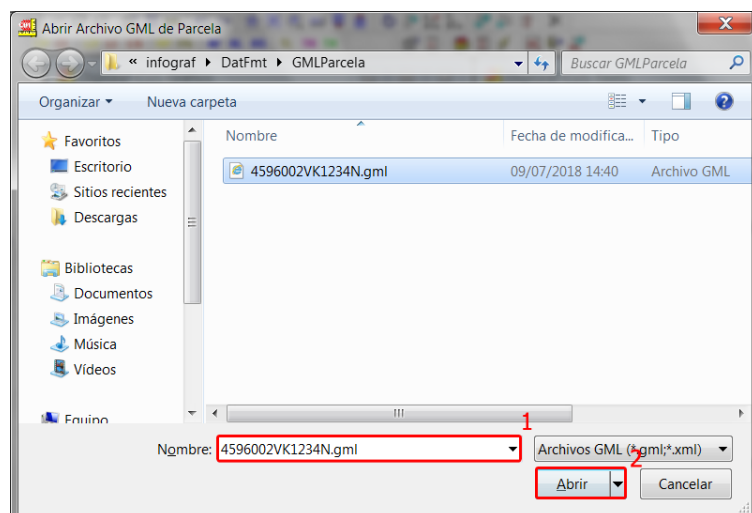 Abrir Archivo GML de Parcela
« infograf ▸ DatFmt ▸ GMLParcela
Buscar GMLParcela
Organizar
Nueva carpeta
Favoritos
Escritorio
Sitios recientes
Descargas
Bibliotecas
Documentos
Imágenes
Música
Vídeos
Equipo
Nombre
Fecha de modifica...
Tipo
4596002VK1234N.gml
09/07/2018 14:40
Archivo GML
1
Nombre: 4596002VK1234N.gml
Archivos GML (*.gml;*.xml)
2
Abrir
Cancelar